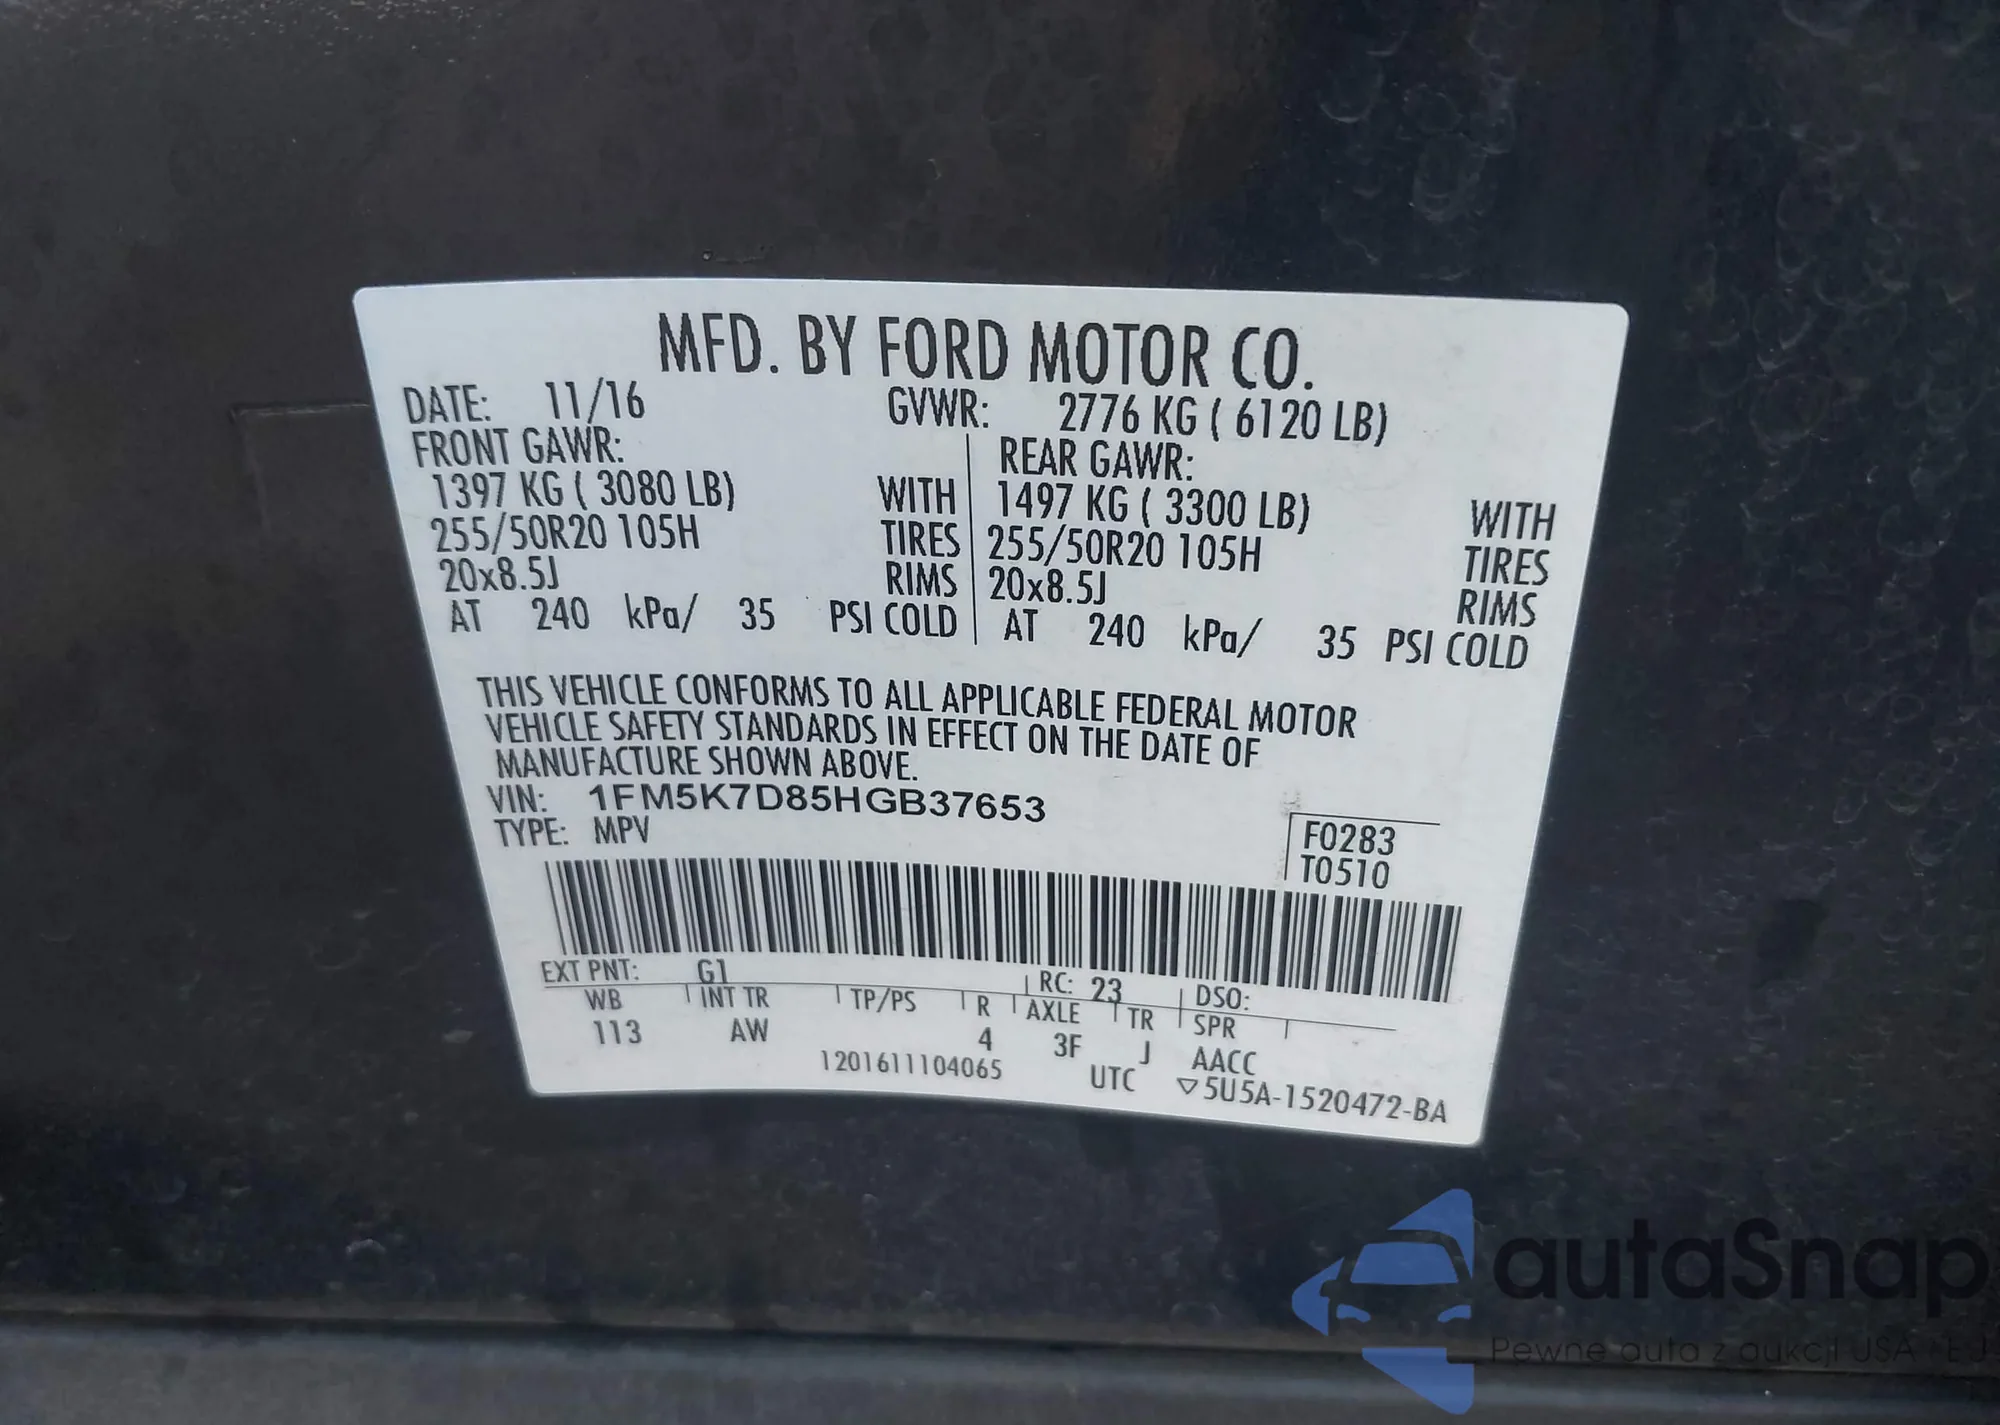 MFD. BY FORD MOTOR CO.
DATE: 11/16 GVWR: 2776 KG ( 6120 LB)
FRONT GAWR: REAR GAWR:
1397 KG ( 3080 LB) WITH 1497 KG ( 3300 LB) WITH
255/50R20 105H TIRES 255/50R20 105H TIRES
20x8.5J RIMS 20x8.5J RIMS
AT 240 kPa/ 35 PSI COLD AT 240 kPa/ 35 PSI COLD
THIS VEHICLE CONFORMS TO ALL APPLICABLE FEDERAL MOTOR
VEHICLE SAFETY STANDARDS IN EFFECT ON THE DATE OF
MANUFACTURE SHOWN ABOVE.
VIN: 1FM5K7D85HGB37653
TYPE: MPV
F0283
T0510
EXT PNT: G1 RC: 23 DSO:
WB INT TR TP/PS R AXLE TR SPR
113 AW 4 3F J AACC
1201611104065 UTC ▽5U5A-1520472-BA
autaSnap
Pewne auta z aukcji USA i EU